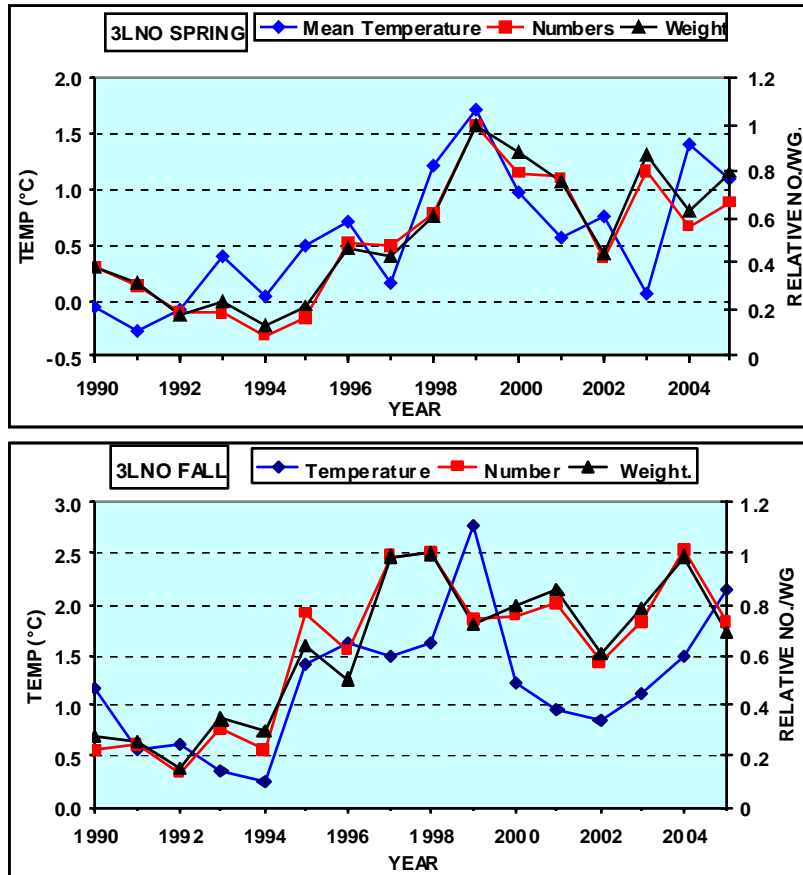 3LNO SPRING
Mean Temperature Numbers Weight
2.0
1.5
1.0
0.5
0.0
-0.5
TEMP (°C)
1.2
1
0.8
0.6
0.4
0.2
0
RELATIVE NO./WG.
1990 1992 1994 1996 1998 2000 2002 2004
YEAR
3LNO FALL
Temperature Number Weight.
3.0
2.5
2.0
1.5
1.0
0.5
0.0
TEMP (°C)
1.2
1
0.8
0.6
0.4
0.2
0
RELATIVE NO./WG
1990 1992 1994 1996 1998 2000 2002 2004
YEAR